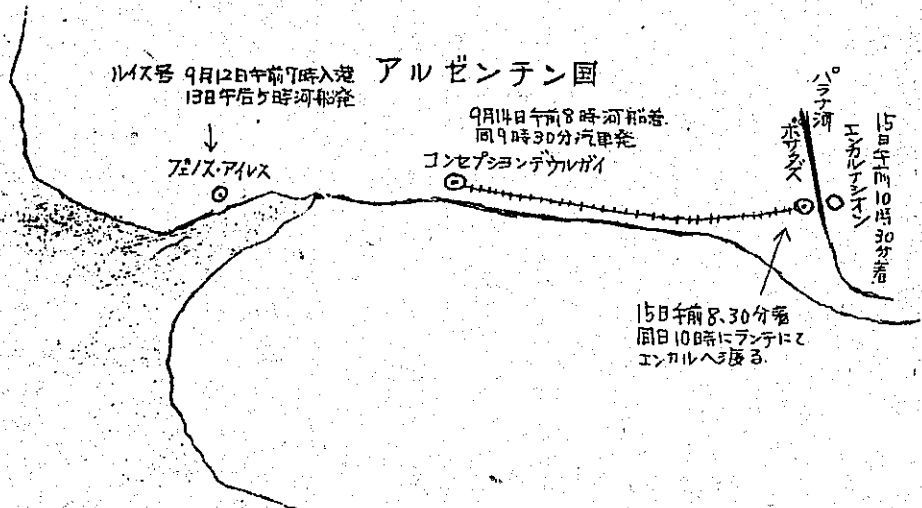 アルゼンテン国
ルイス号 9月12日午前7時入港
13日午后5時河船発
ブェノス・アイレス
9月14日午前8時河船着.
同9時30分汽車発
コンセプションデウルガイ
パラナ河
ポサダス
エンカルナシオン
15日午前10時30分着.
15日午前8.30分着
同日10時にランチにて
エンカルへ渡る.